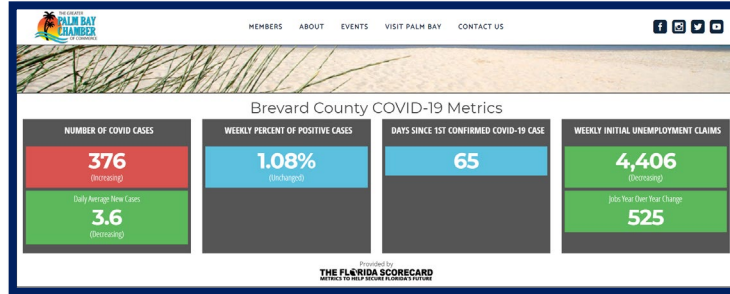 THE GREATER
PALM BAY
CHAMBER
OF COMMERCE
MEMBERS ABOUT EVENTS VISIT PALM BAY CONTACT US
Brevard County COVID-19 Metrics
NUMBER OF COVID CASES
376
(Increasing)
Daily Average New Cases
3.6
(Decreasing)
WEEKLY PERCENT OF POSITIVE CASES
1.08%
(Unchanged)
DAYS SINCE 1ST CONFIRMED COVID-19 CASE
65
WEEKLY INITIAL UNEMPLOYMENT CLAIMS
4,406
(Decreasing)
Jobs Year Over Year Change
525
Provided by
THE FLORIDA SCORECARD
METRICS TO HELP SECURE FLORIDA'S FUTURE